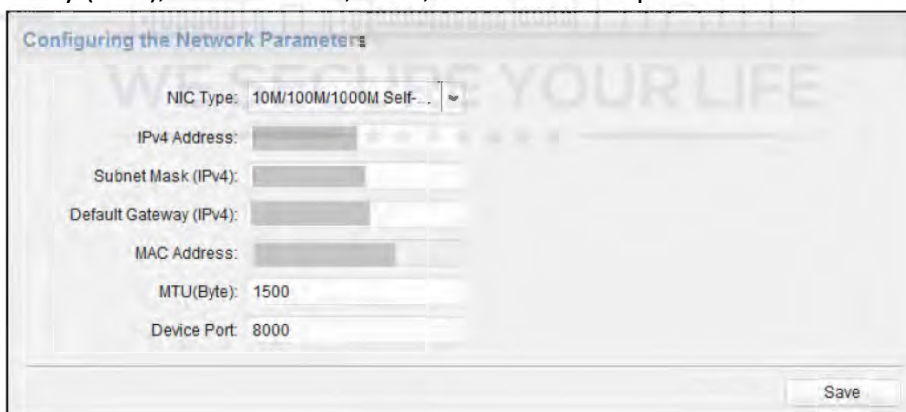 Configuring the Network Parameters
WE SECURE YOUR LIFE
NIC Type: 10M/100M/1000M Self-...
IPv4 Address:
Subnet Mask (IPv4):
Default Gateway (IPv4):
MAC Address:
MTU(Byte): 1500
Device Port: 8000
Save